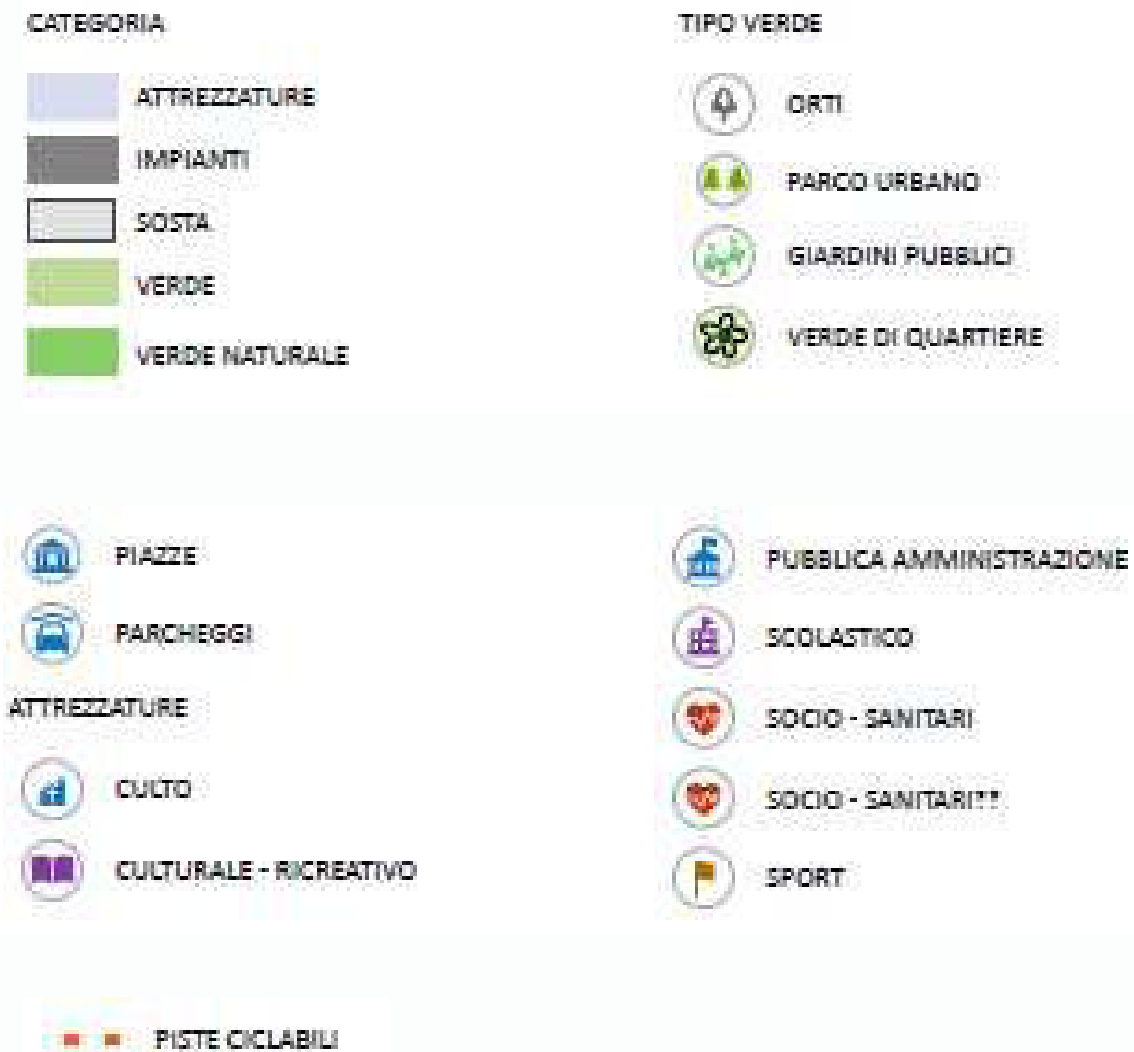 CATEGORIA
ATTREZZATURE
IMPIANTI
SOSTA
VERDE
VERDE NATURALE
TIPO VERDE
ORTI
PARCO URBANO
GIARDINI PUBBLICI
VERDE DI QUARTIERE
PIAZZE
PARCHEGGI
ATTREZZATURE
CULTO
CULTURALE - RICREATIVO
PUBBLICA AMMINISTRAZIONE
SCOLASTICO
SOCIO - SANITARI
SOCIO - SANITARI**
SPORT
PISTE CICLABILI